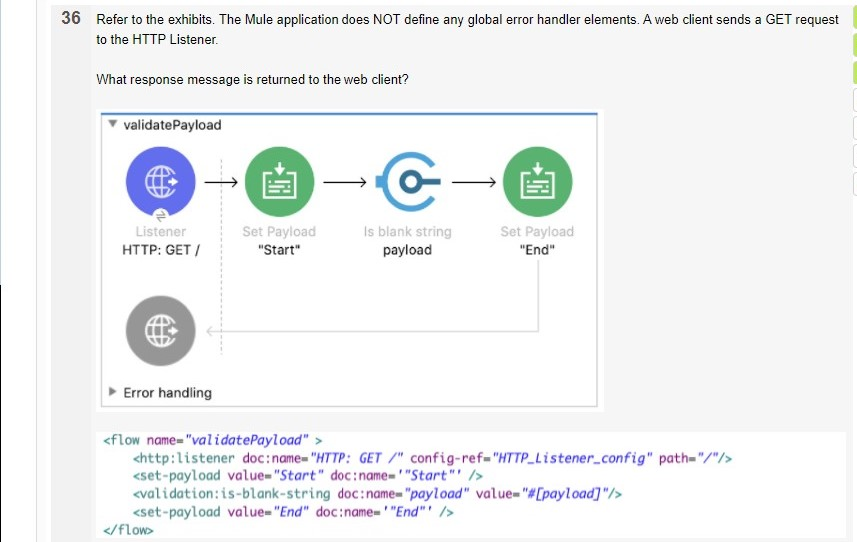 36 Refer to the exhibits. The Mule application does NOT define any global error handler elements. A web client sends a GET request
to the HTTP Listener.
What response message is returned to the web client?
validatePayload
Listener Set Payload Is blank string Set Payload
HTTP: GET / "Start" payload "End"
Error handling
<flow name="validatePayload" >
<http:listener doc:name="HTTP: GET /" config-ref="HTTP_Listener_config" path="/"/>
<set-payload value="Start" doc:name='"Start"' />
<validation:is-blank-string doc:name="payload" value="#[payload]"/>
<set-payload value="End" doc:name='"End"' />
</flow>